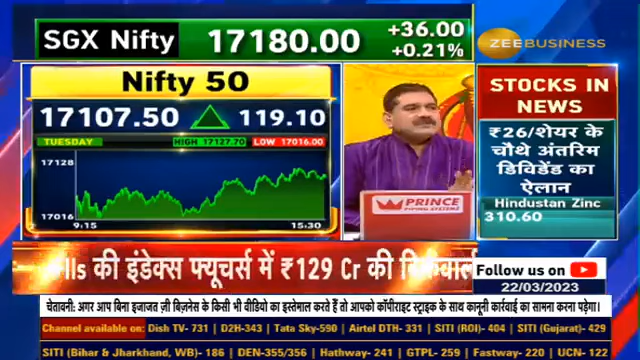 SGX Nifty 17180.00 +36.00 +0.21%
ZEE BUSINESS
Nifty 50
17107.50 119.10
TUESDAY HIGH 17127.70 LOW 17016.00
17128
17016
9:15 15:30
PRINCE
PIPING SYSTEMS
STOCKS IN
NEWS
₹26/शेयर के
चौथे अंतरिम
डिविडेंड का
ऐलान
Hindustan Zinc
310.60
की इंडेक्स फ्यूचर्स में ₹129 Cr की
Follow us on
22/03/2023
चेतावनी: अगर आप बिना इजाजत ज़ी बिज़नेस के किसी भी वीडियो का इस्तेमाल करते हैं तो आपको कॉपीराइट स्ट्राइक के साथ कानूनी कार्रवाई का सामना करना पड़ेगा।
Channel available on: Dish TV- 731 | D2H-343 | Tata Sky-590 | Airtel DTH- 331 | SITI (ROI)- 404 | SITI (Gujarat)- 429
SITI (Bihar & Jharkhand, WB)- 186 | DEN-355/356 | Hathway- 241 | GTPL- 259 | Fastway- 220 | UCN- 122